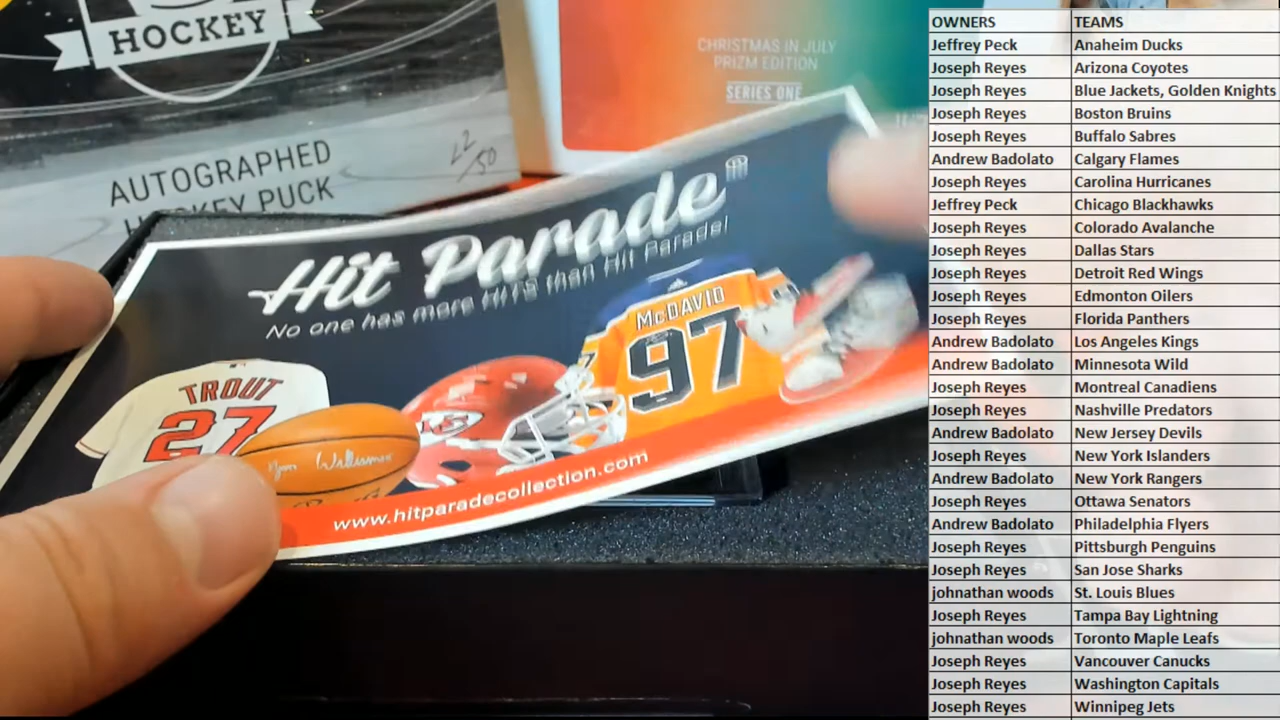 HOCKEY
AUTOGRAPHED
HOCKEY PUCK
22/50
CHRISTMAS IN JULY
PRIZM EDITION
SERIES ONE
Hit Parade
No one has more HITS than Hit Parade!
TROUT
27
McDAVID
97
www.hitparadecollection.com
OWNERS TEAMS
Jeffrey Peck Anaheim Ducks
Joseph Reyes Arizona Coyotes
Joseph Reyes Blue Jackets, Golden Knights
Joseph Reyes Boston Bruins
Joseph Reyes Buffalo Sabres
Andrew Badolato Calgary Flames
Joseph Reyes Carolina Hurricanes
Jeffrey Peck Chicago Blackhawks
Joseph Reyes Colorado Avalanche
Joseph Reyes Dallas Stars
Joseph Reyes Detroit Red Wings
Joseph Reyes Edmonton Oilers
Joseph Reyes Florida Panthers
Andrew Badolato Los Angeles Kings
Andrew Badolato Minnesota Wild
Joseph Reyes Montreal Canadiens
Joseph Reyes Nashville Predators
Andrew Badolato New Jersey Devils
Joseph Reyes New York Islanders
Andrew Badolato New York Rangers
Joseph Reyes Ottawa Senators
Andrew Badolato Philadelphia Flyers
Joseph Reyes Pittsburgh Penguins
Joseph Reyes San Jose Sharks
johnathan woods St. Louis Blues
Joseph Reyes Tampa Bay Lightning
johnathan woods Toronto Maple Leafs
Joseph Reyes Vancouver Canucks
Joseph Reyes Washington Capitals
Joseph Reyes Winnipeg Jets